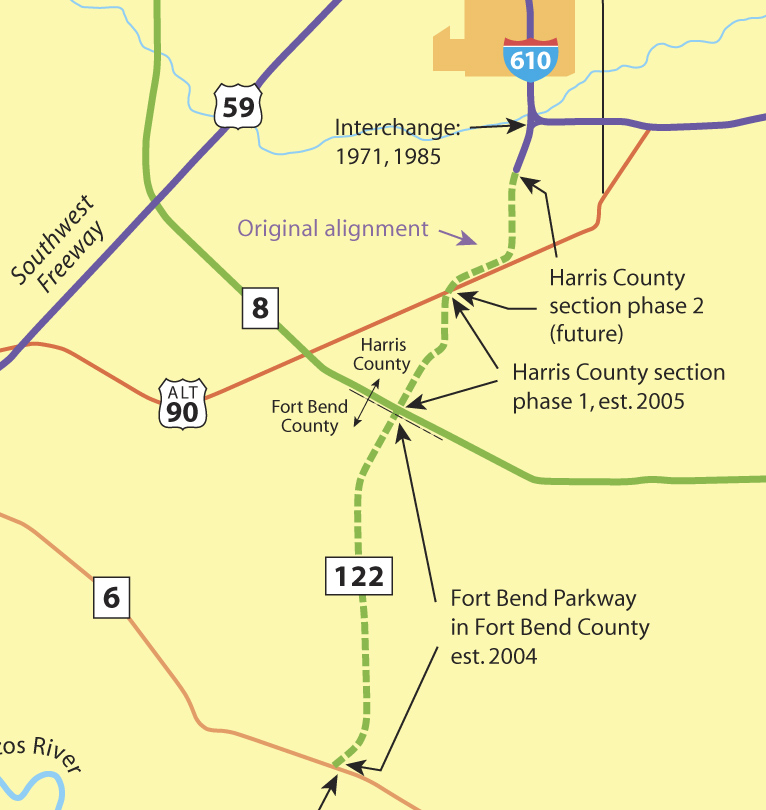 610
59
Interchange:
1971, 1985
Southwest
Freeway
Original alignment
Harris County
section phase 2
(future)
8
Harris
County
Harris County section
phase 1, est. 2005
ALT
90
Fort Bend
County
122
6
Fort Bend Parkway
in Fort Bend County
est. 2004
zos River